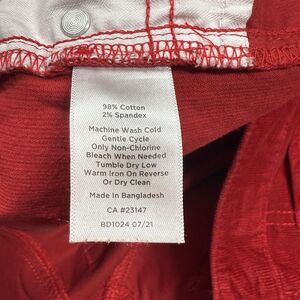 98% Cotton
2% Spandex
Machine Wash Cold
Gentle Cycle
Only Non-Chlorine
Bleach When Needed
Tumble Dry Low
Warm Iron on Reverse
Or Dry Clean
Made In Bangladesh
CA #23147
BD1024 07/21